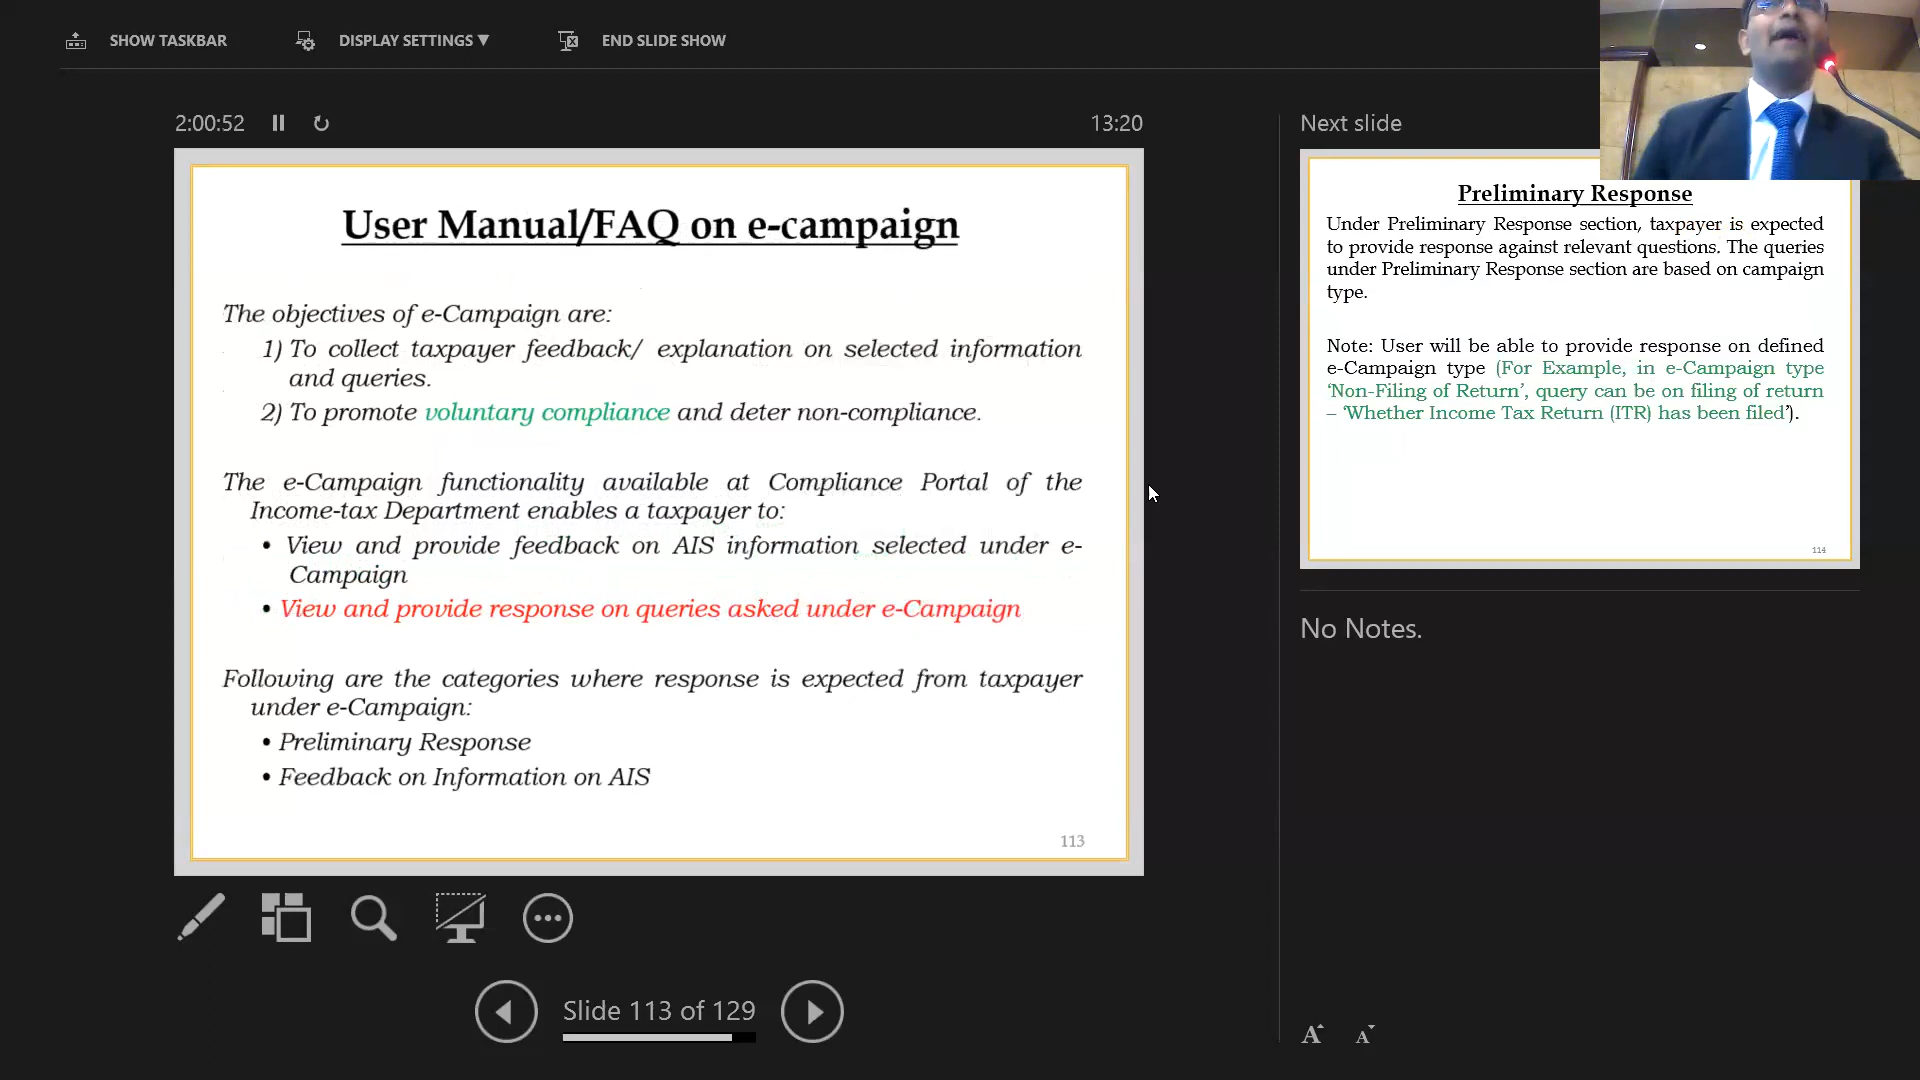 SHOW TASKBAR
DISPLAY SETTINGS ▼
END SLIDE SHOW
2:00:52
13:20
User Manual/FAQ on e-campaign
The objectives of e-Campaign are:
1) To collect taxpayer feedback/ explanation on selected information
and queries.
2) To promote voluntary compliance and deter non-compliance.
The e-Campaign functionality available at Compliance Portal of the
Income-tax Department enables a taxpayer to:
• View and provide feedback on AIS information selected under e-
Campaign
• View and provide response on queries asked under e-Campaign
Following are the categories where response is expected from taxpayer
under e-Campaign:
• Preliminary Response
• Feedback on Information on AIS
113
Slide 113 of 129
Next slide
Preliminary Response
Under Preliminary Response section, taxpayer is expected
to provide response against relevant questions. The queries
under Preliminary Response section are based on campaign
type.
Note: User will be able to provide response on defined
e-Campaign type (For Example, in e-Campaign type
‘Non-Filing of Return’, query can be on filing of return
– ‘Whether Income Tax Return (ITR) has been filed’).
114
No Notes.
A A